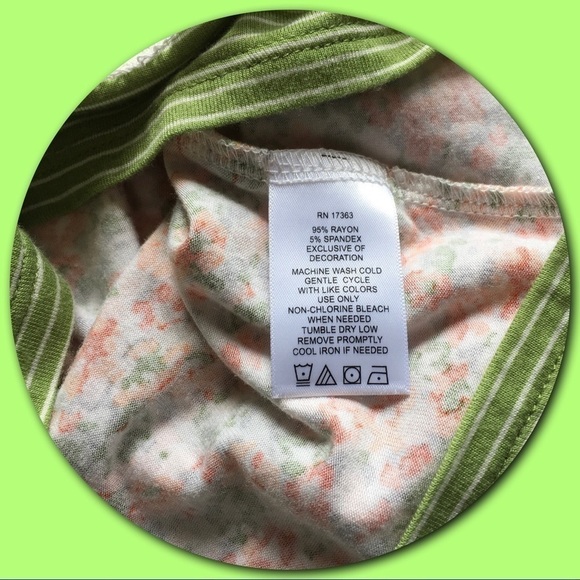 RN 17363
95% RAYON
5% SPANDEX
EXCLUSIVE OF
DECORATION
MACHINE WASH COLD
GENTLE CYCLE
WITH LIKE COLORS
USE ONLY
NON-CHLORINE BLEACH
WHEN NEEDED
TUMBLE DRY LOW
REMOVE PROMPTLY
COOL IRON IF NEEDED